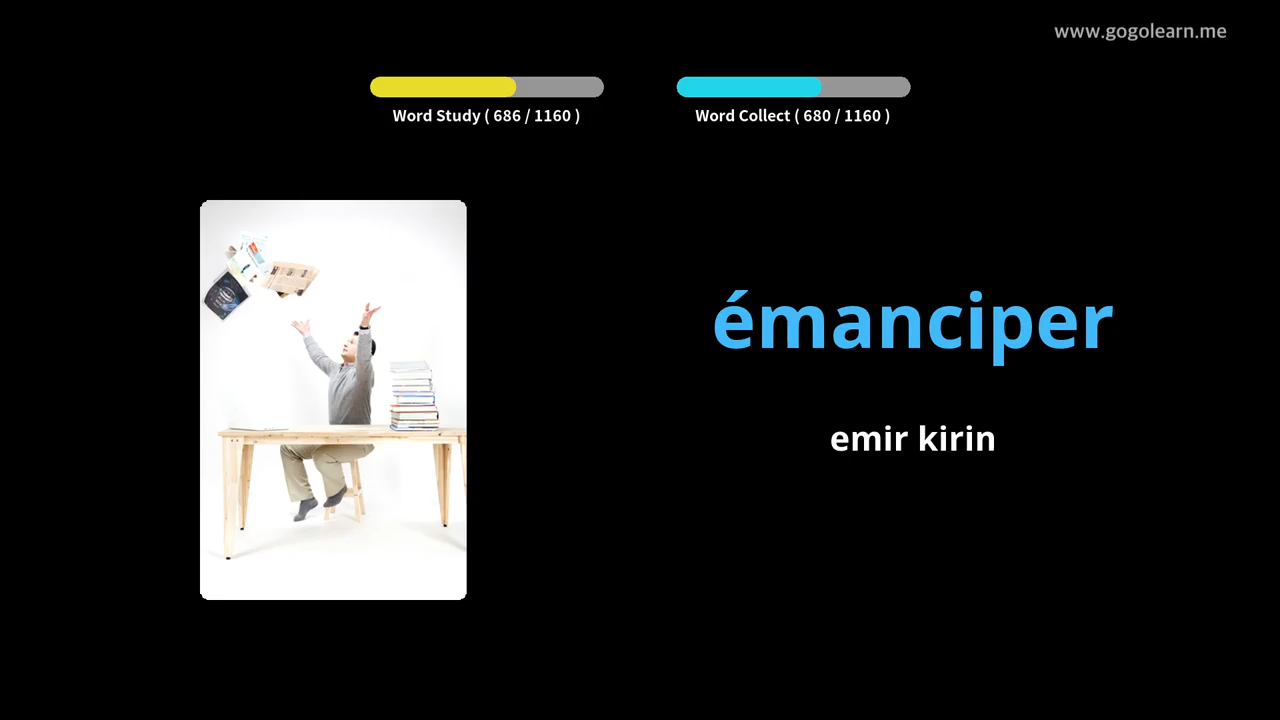 www.gogolearn.me
Word Study ( 686 / 1160 )
Word Collect ( 680 / 1160 )
émanciper
emir kirin